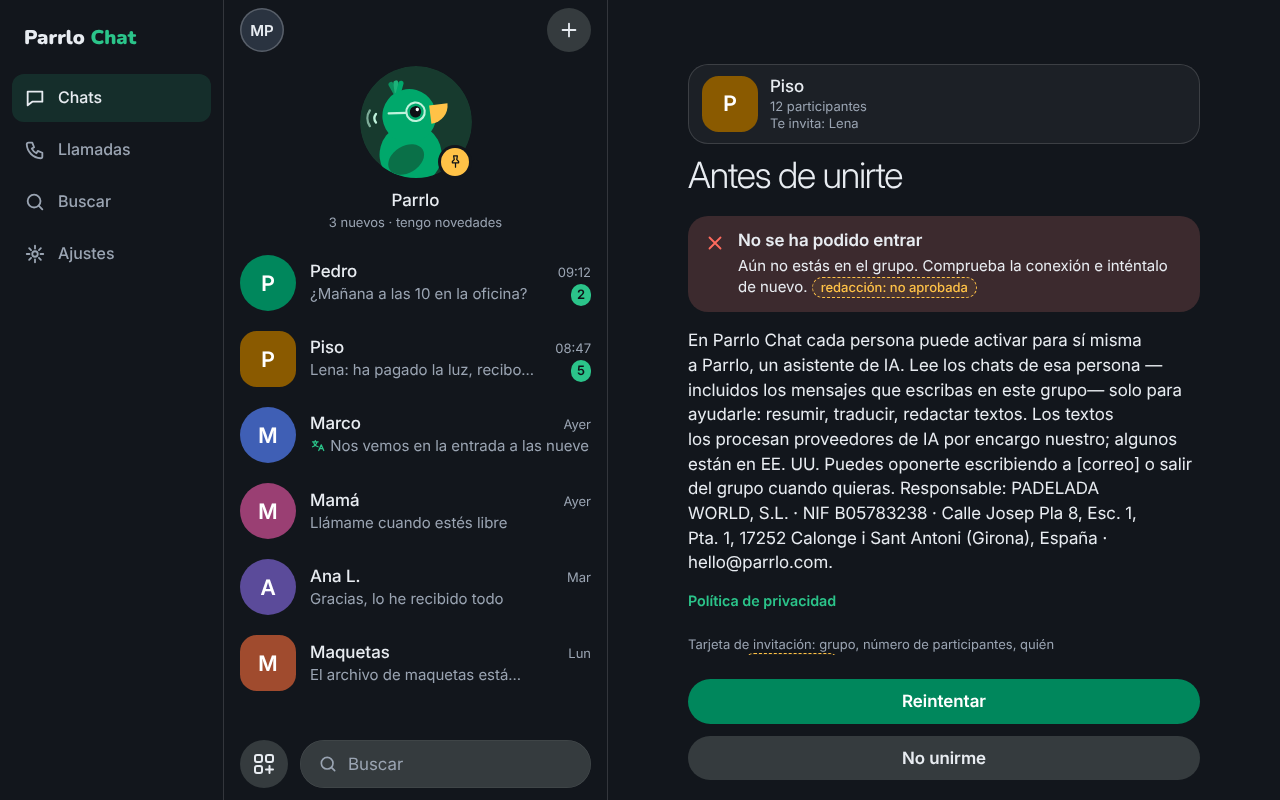 Parrlo Chat
Chats
Llamadas
Buscar
Ajustes
MP
Parrlo
3 nuevos · tengo novedades
P
Pedro
09:12
¿Mañana a las 10 en la oficina?
2
P
Piso
08:47
Lena: ha pagado la luz, recibo...
5
M
Marco
Ayer
Nos vemos en la entrada a las nueve
M
Mamá
Ayer
Llámame cuando estés libre
A
Ana L.
Mar
Gracias, lo he recibido todo
M
Maquetas
Lun
El archivo de maquetas está...
Buscar
P
Piso
12 participantes
Te invita: Lena
Antes de unirte
No se ha podido entrar
Aún no estás en el grupo. Comprueba la conexión e inténtalo
de nuevo. redacción: no aprobada
En Parrlo Chat cada persona puede activar para sí misma
a Parrlo, un asistente de IA. Lee los chats de esa persona —
incluidos los mensajes que escribas en este grupo— solo para
ayudarle: resumir, traducir, redactar textos. Los textos
los procesan proveedores de IA por encargo nuestro; algunos
están en EE. UU. Puedes oponerte escribiendo a [correo] o salir
del grupo cuando quieras. Responsable: PADELADA
WORLD, S.L. · NIF B05783238 · Calle Josep Pla 8, Esc. 1,
Pta. 1, 17252 Calonge i Sant Antoni (Girona), España ·
hello@parrlo.com.
Política de privacidad
Tarjeta de invitación: grupo, número de participantes, quién
Reintentar
No unirme